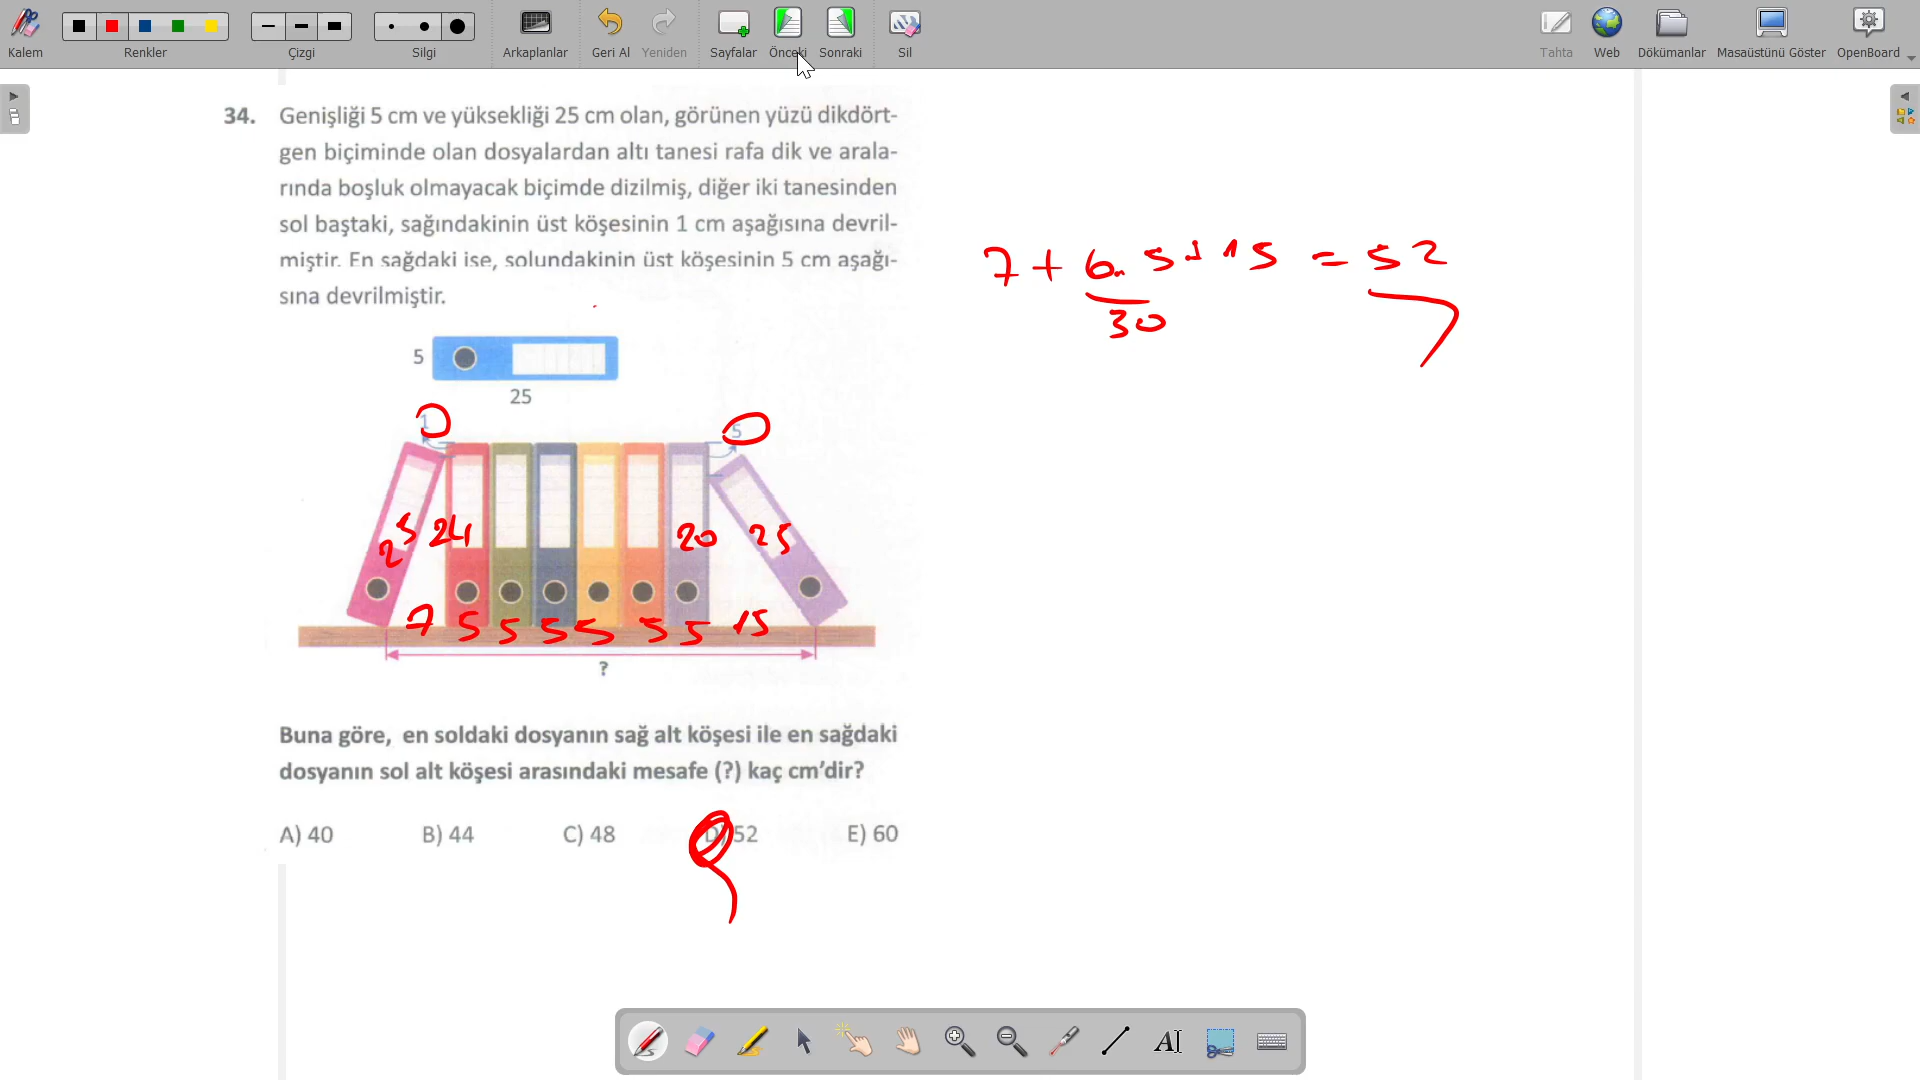 Kalem
Renkler
Çizgi
Silgi
Arkaplanlar
Geri Al
Yeniden
Sayfalar
Önceki
Sonraki
Sil
Tahta
Web
Dökümanlar
Masaüstünü Göster
OpenBoard
34. Genişliği 5 cm ve yüksekliği 25 cm olan, görünen yüzü dikdört-
gen biçiminde olan dosyalardan altı tanesi rafa dik ve arala-
rında boşluk olmayacak biçimde dizilmiş, diğer iki tanesinden
sol baştaki, sağındakinin üst köşesinin 1 cm aşağısına devril-
miştir. En sağdaki ise, solundakinin üst köşesinin 5 cm aşağı-
sına devrilmiştir.
7 + 6. 5 + 15 = 52
30
5
25
1
5
25 24 20 25
7 5 5 5 5 5 5 15
?
Buna göre, en soldaki dosyanın sağ alt köşesi ile en sağdaki
dosyanın sol alt köşesi arasındaki mesafe (?) kaç cm'dir?
A) 40 B) 44 C) 48 D) 52 E) 60